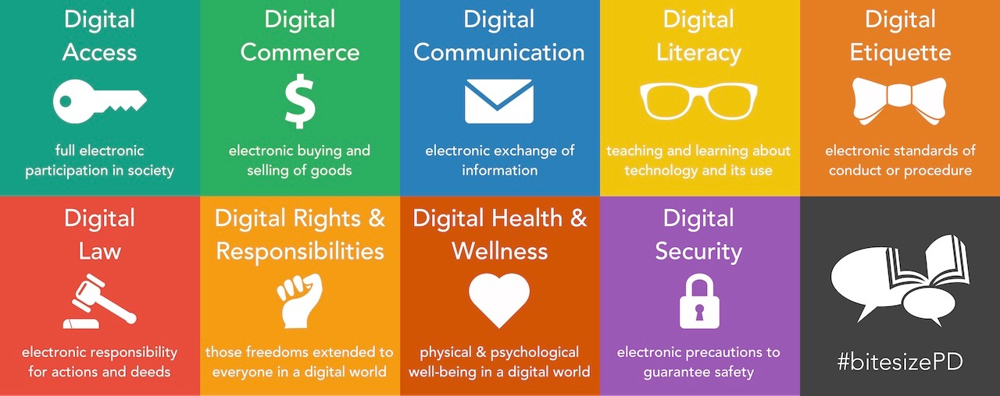 Digital
Access
full electronic
participation in society
Digital
Commerce
$
electronic buying and
selling of goods
Digital
Communication
electronic exchange of
information
Digital
Literacy
teaching and learning about
technology and its use
Digital
Etiquette
electronic standards of
conduct or procedure
Digital
Law
electronic responsibility
for actions and deeds
Digital Rights &
Responsibilities
those freedoms extended to
everyone in a digital world
Digital Health &
Wellness
physical & psychological
well-being in a digital world
Digital
Security
electronic precautions to
guarantee safety
#bitesizePD